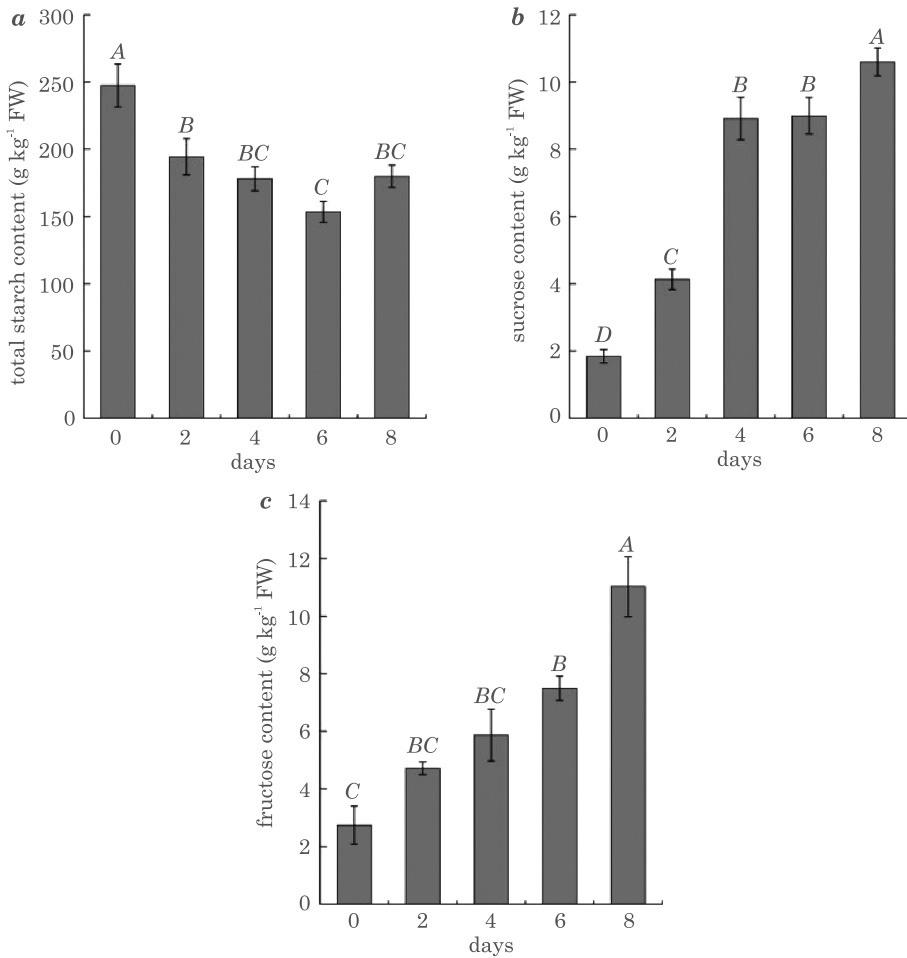 a
total starch content (g kg⁻¹ FW)
300
250
200
150
100
50
0
A
B
BC
C
BC
0 2 4 6 8
days
b
sucrose content (g kg⁻¹ FW)
12
10
8
6
4
2
0
D
C
B
B
A
0 2 4 6 8
days
c
fructose content (g kg⁻¹ FW)
14
12
10
8
6
4
2
0
C
BC
BC
B
A
0 2 4 6 8
days